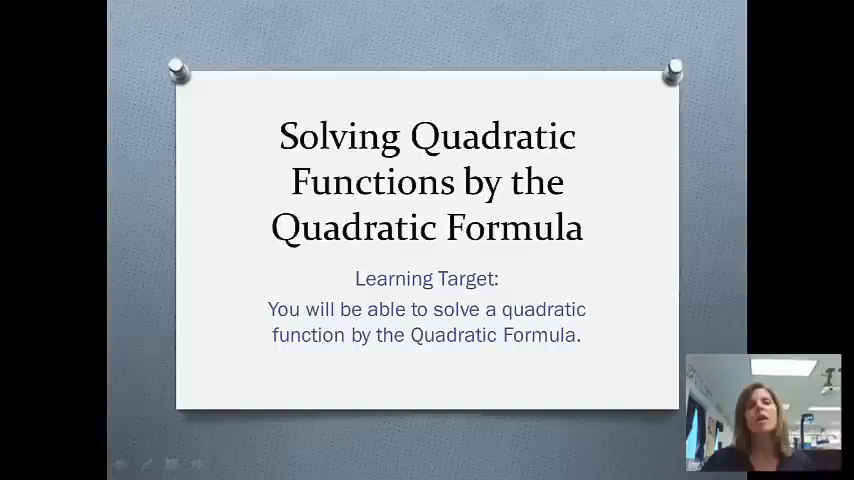 Solving Quadratic
Functions by the
Quadratic Formula
Learning Target:
You will be able to solve a quadratic
function by the Quadratic Formula.